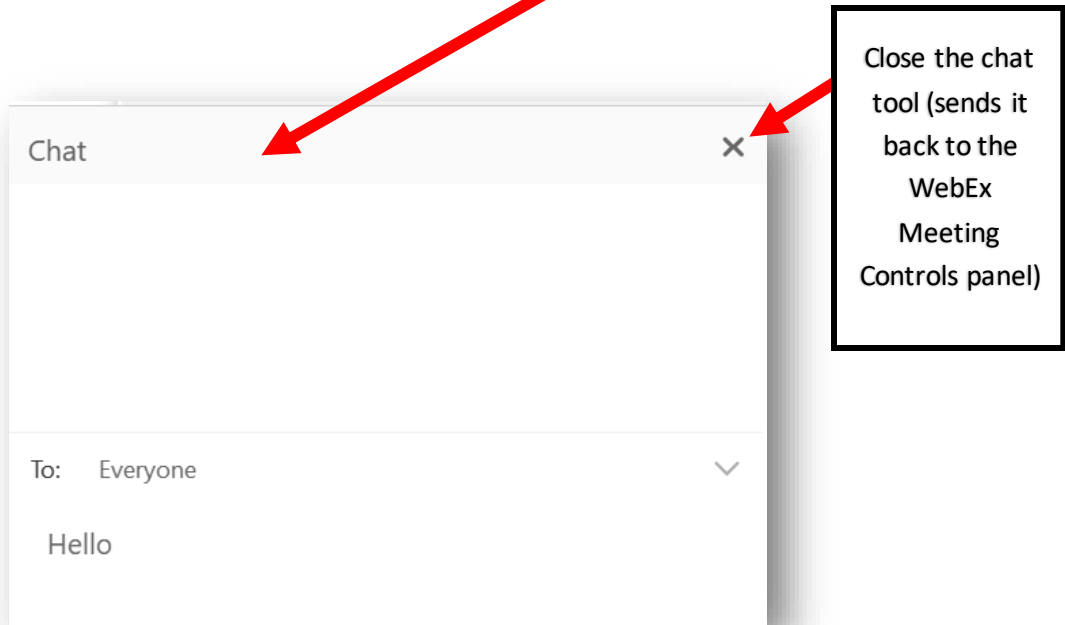 Chat
Close the chat
tool (sends it
back to the
WebEx
Meeting
Controls panel)
To: Everyone
Hello